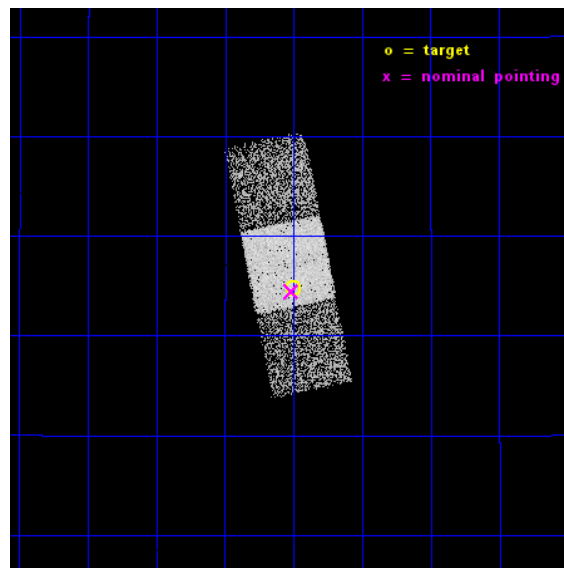 o = target
x = nominal pointing